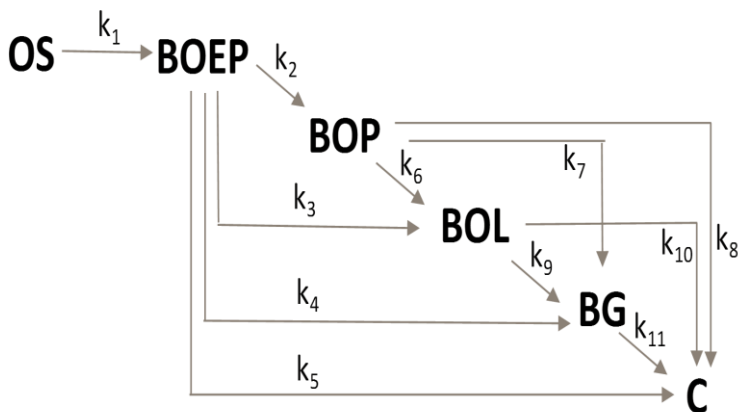 k₁
OS BOEP k₂
BOP
k₆ k₇
k₃
BOL k₁₀ k₈
k₉
k₄ BG k₁₁
k₅
C